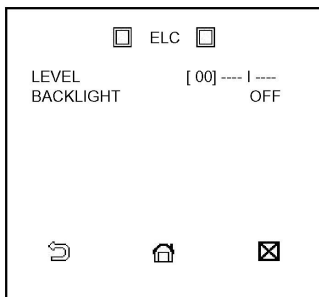 ELC
LEVEL [ 00] ---- I ----
BACKLIGHT OFF